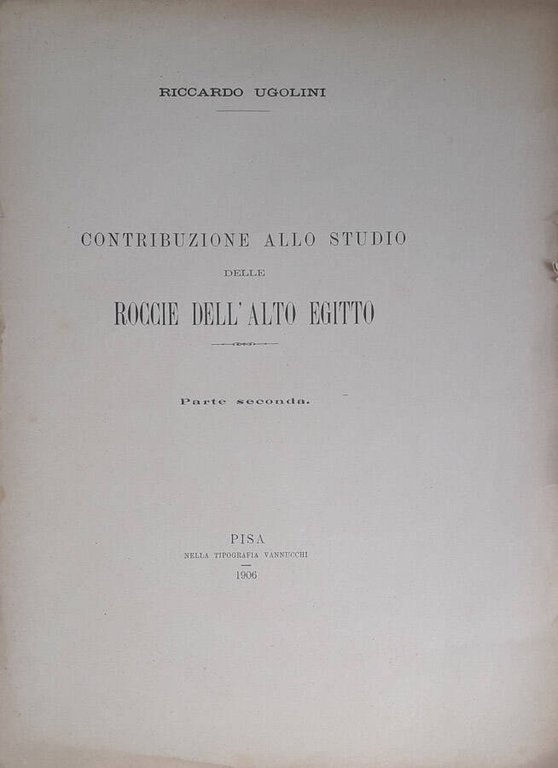 RICCARDO UGOLINI
CONTRIBUZIONE ALLO STUDIO
DELLE
ROCCIE DELL'ALTO EGITTO
Parte seconda.
PISA
NELLA TIPOGRAFIA VANNUCCHI
1906